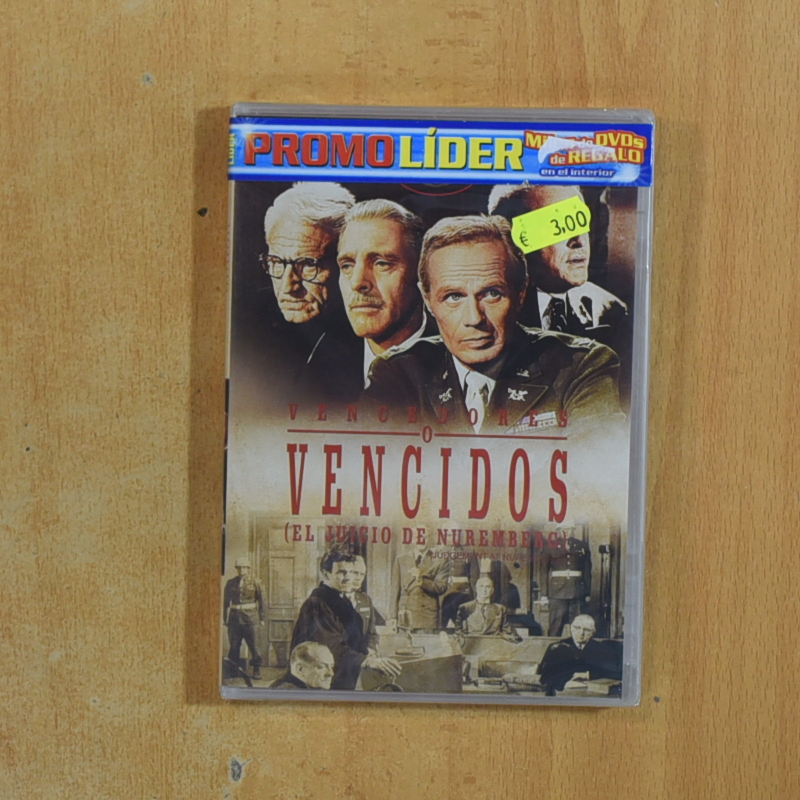 PROMO LÍDER
DVDs
de REGALO
en el interior
€ 3,00
VENCEDORES
O
VENCIDOS
(EL JUICIO DE NUREMBERG)